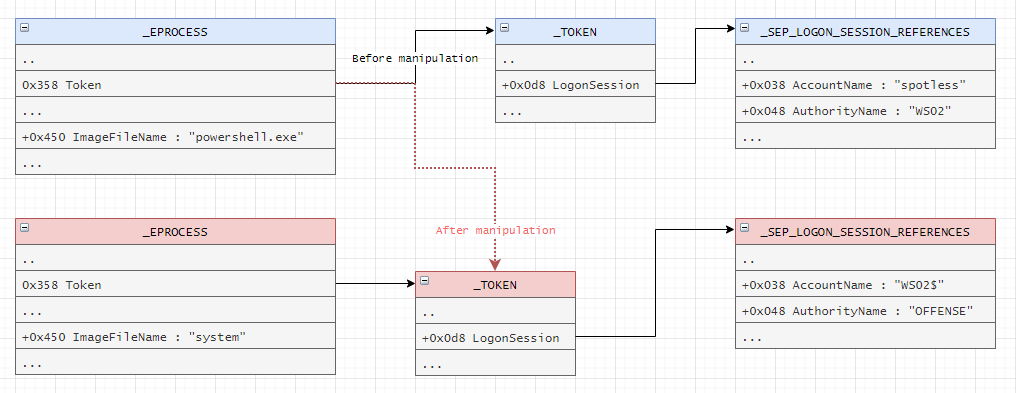 _EPROCESS
..
0x358 Token
...
+0x450 ImageFileName : "powershell.exe"
...
Before manipulation
_TOKEN
..
+0x0d8 LogonSession
...
_SEP_LOGON_SESSION_REFERENCES
..
+0x038 AccountName : "spotless"
+0x048 AuthorityName : "WS02"
...
After manipulation
_EPROCESS
..
0x358 Token
...
+0x450 ImageFileName : "system"
...
_TOKEN
..
+0x0d8 LogonSession
...
_SEP_LOGON_SESSION_REFERENCES
..
+0x038 AccountName : "WS02$"
+0x048 AuthorityName : "OFFENSE"
...